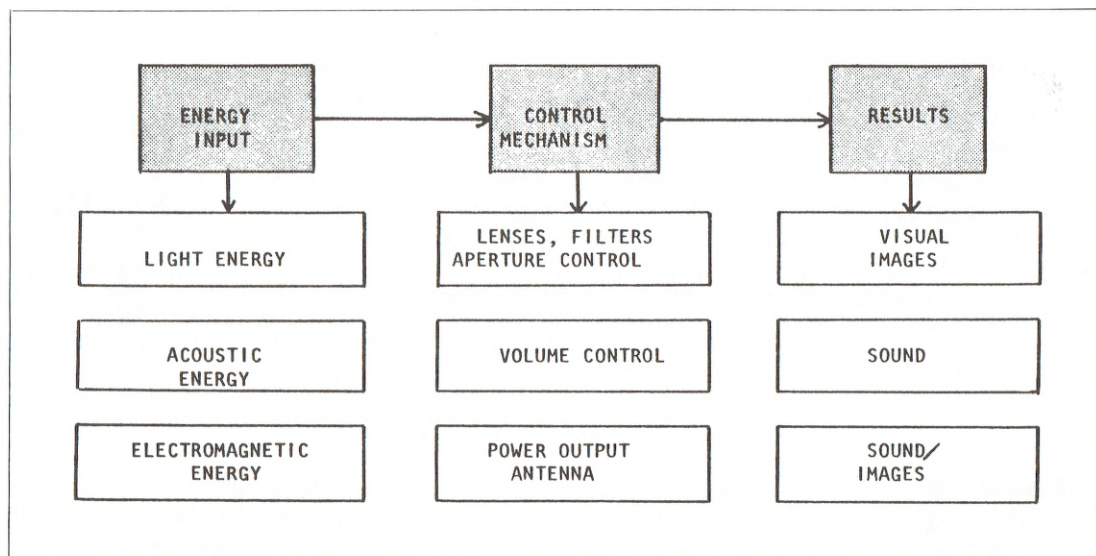 ENERGY
INPUT
CONTROL
MECHANISM
RESULTS
LIGHT ENERGY
LENSES, FILTERS
APERTURE CONTROL
VISUAL
IMAGES
ACOUSTIC
ENERGY
VOLUME CONTROL
SOUND
ELECTROMAGNETIC
ENERGY
POWER OUTPUT
ANTENNA
SOUND/
IMAGES